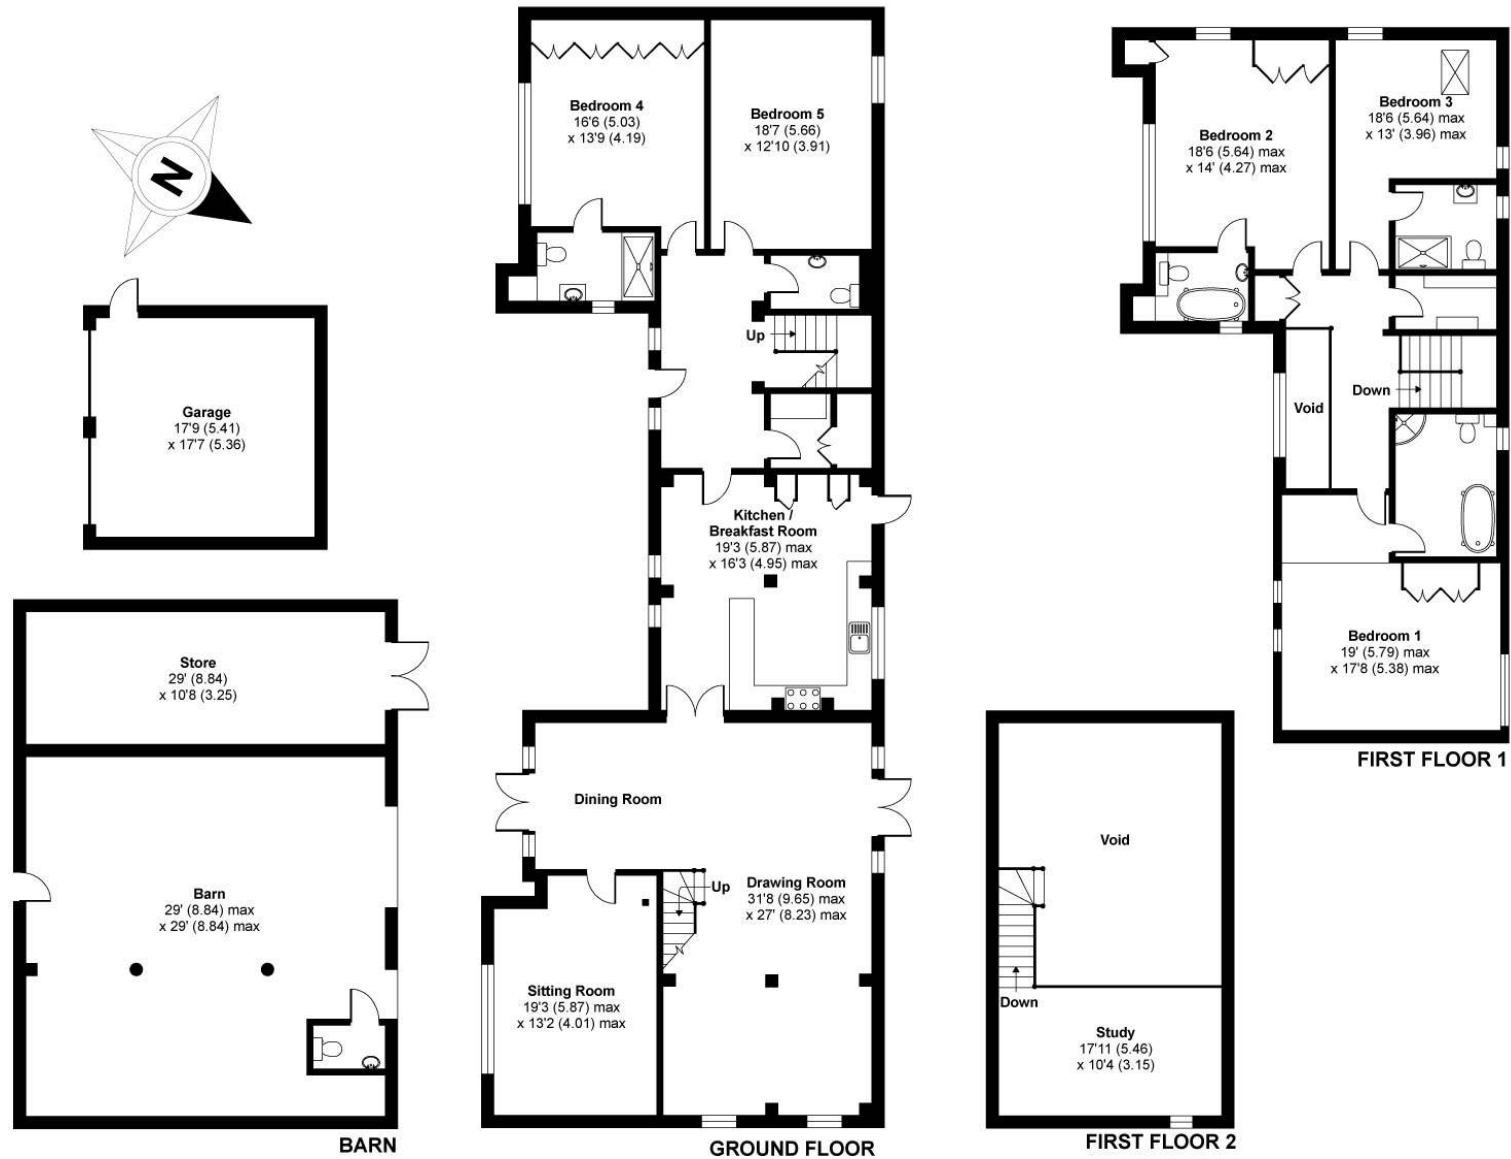 N
Garage
17'9 (5.41)
x 17'7 (5.36)
Store
29' (8.84)
x 10'8 (3.25)
Barn
29' (8.84) max
x 29' (8.84) max
BARN
Bedroom 4
16'6 (5.03)
x 13'9 (4.19)
Bedroom 5
18'7 (5.66)
x 12'10 (3.91)
Up
Kitchen /
Breakfast Room
19'3 (5.87) max
x 16'3 (4.95) max
Dining Room
Up
Drawing Room
31'8 (9.65) max
x 27' (8.23) max
Sitting Room
19'3 (5.87) max
x 13'2 (4.01) max
GROUND FLOOR
Bedroom 2
18'6 (5.64) max
x 14' (4.27) max
Bedroom 3
18'6 (5.64) max
x 13' (3.96) max
Down
Void
Bedroom 1
19' (5.79) max
x 17'8 (5.38) max
FIRST FLOOR 1
Void
Down
Study
17'11 (5.46)
x 10'4 (3.15)
FIRST FLOOR 2